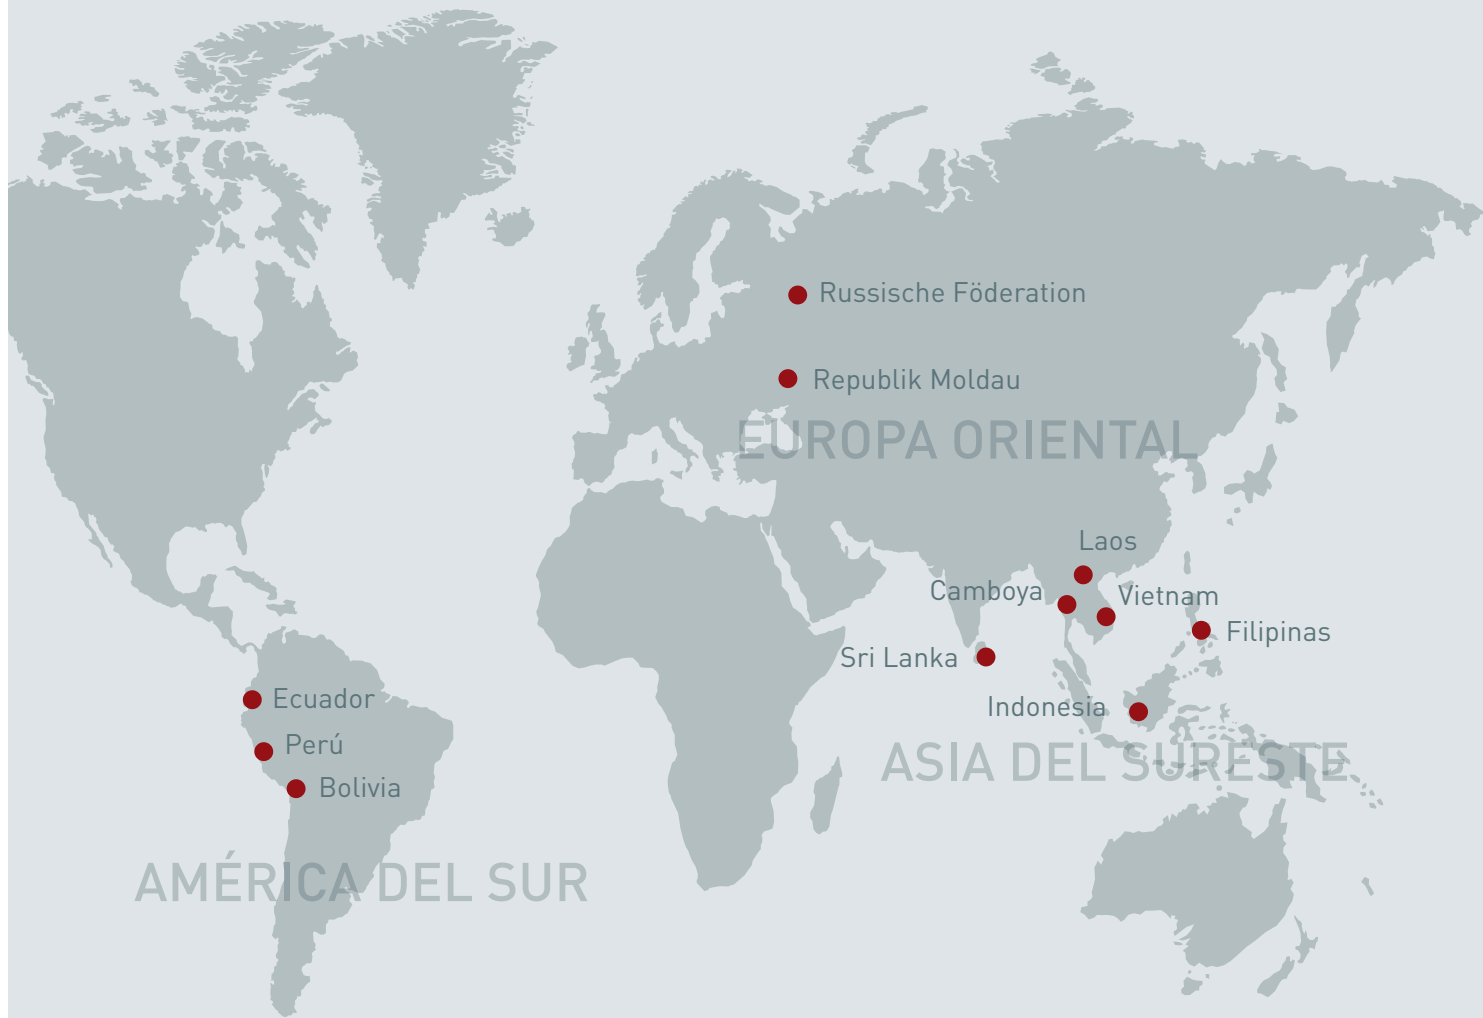 Russische Föderation
Republik Moldau
EUROPA ORIENTAL
Laos
Camboya
Vietnam
Filipinas
Sri Lanka
Indonesia
ASIA DEL SURESTE
Ecuador
Perú
Bolivia
AMÉRICA DEL SUR